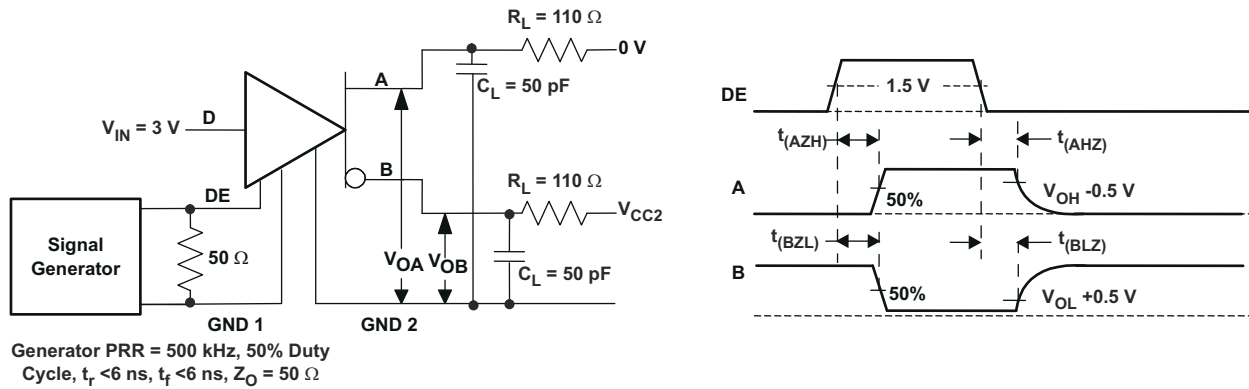 R_L = 110 Ω
0 V
A
C_L = 50 pF
V_IN = 3 V
D
B
R_L = 110 Ω
DE
V_CC2
Signal
Generator
50 Ω
V_OA
V_OB
C_L = 50 pF
GND 1
GND 2
Generator PRR = 500 kHz, 50% Duty
Cycle, t_r <6 ns, t_f <6 ns, Z_O = 50 Ω
DE
1.5 V
t_(AZH)
t_(AHZ)
A
50%
V_OH -0.5 V
t_(BZL)
t_(BLZ)
B
50%
V_OL +0.5 V